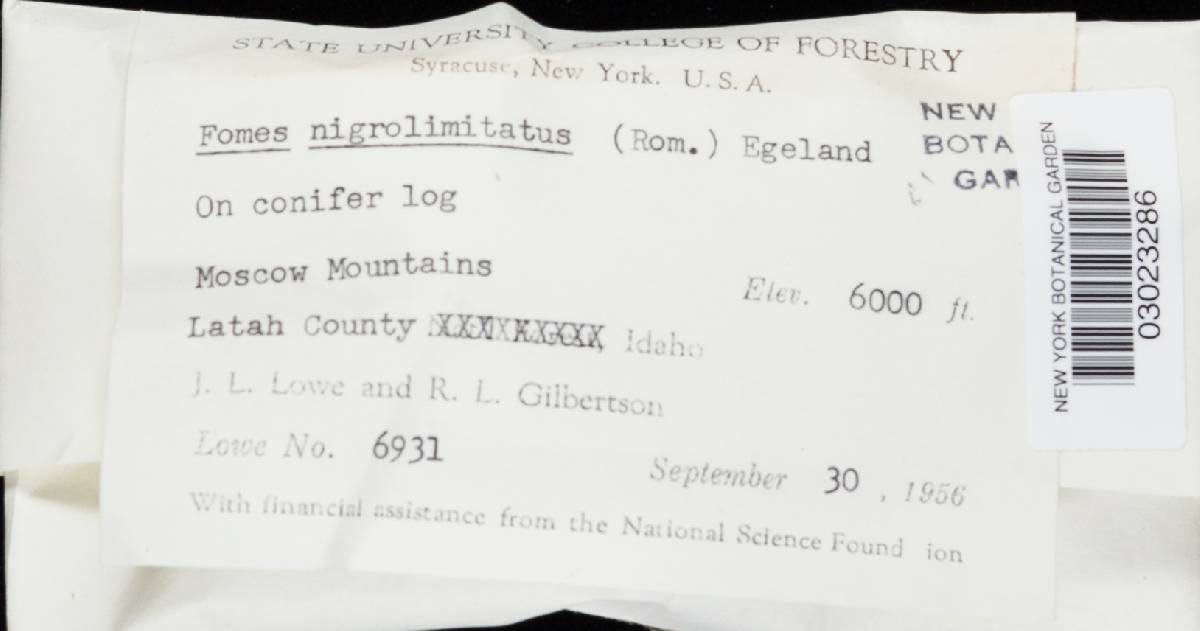 STATE UNIVERSITY COLLEGE OF FORESTRY
Syracuse, New York. U. S. A.
NEW
BOTA
GAR
Fomes nigrolimitatus (Rom.) Egeland
On conifer log
Moscow Mountains
Elev. 6000 ft.
Latah County XXXXXXXXX Idaho
J. L. Lowe and R. L. Gilbertson
Lowe No. 6931
September 30 , 1956
With financial assistance from the National Science Found ion
NEW YORK BOTANICAL GARDEN
03023286